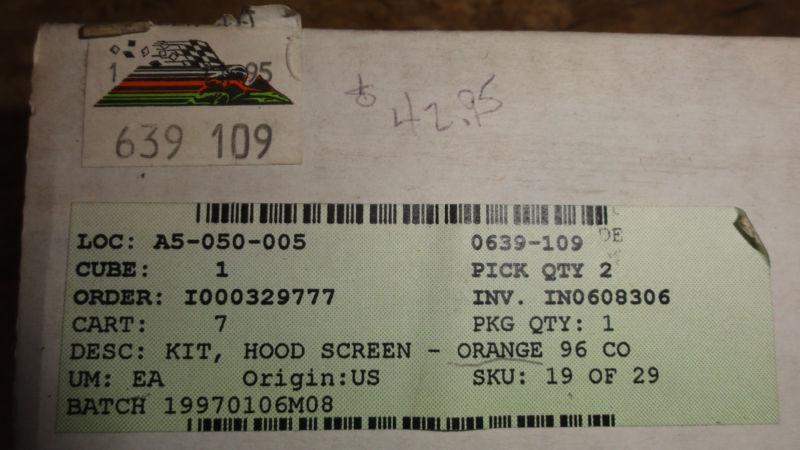 1 95
639 109
$ 42.95
LOC: A5-050-005 0639-109 DE
CUBE: 1 PICK QTY 2
ORDER: I000329777 INV. IN0608306
CART: 7 PKG QTY: 1
DESC: KIT, HOOD SCREEN - ORANGE 96 CO
UM: EA Origin:US SKU: 19 OF 29
BATCH 19970106M08